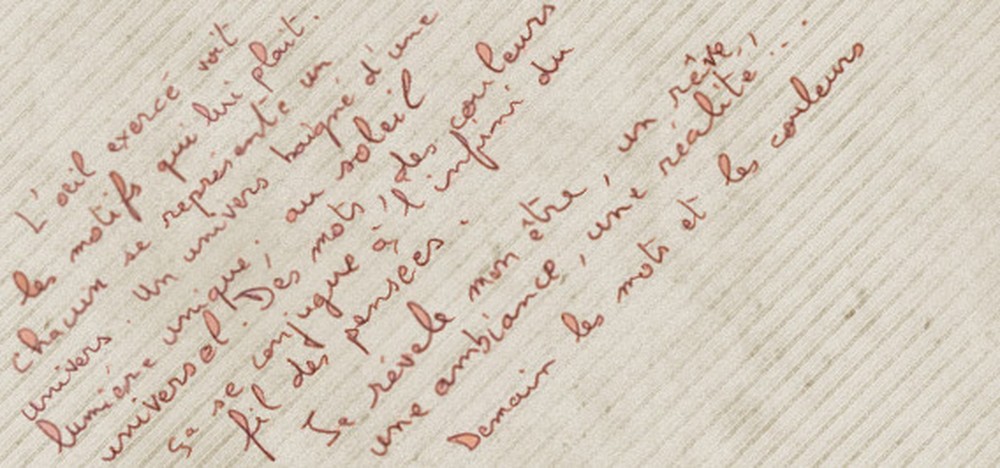 L'oeil exercé voit
les motifs qui lui plait.
Chacun se représente un
univers. Un univers baigné d'une
lumière unique, au soleil
universel. Des mots, des couleurs
ça se conjugue à l'infini du
fil des pensées.
Se révèle mon être, un rêve,
une ambiance, une réalité...
Demain les mots et les couleurs